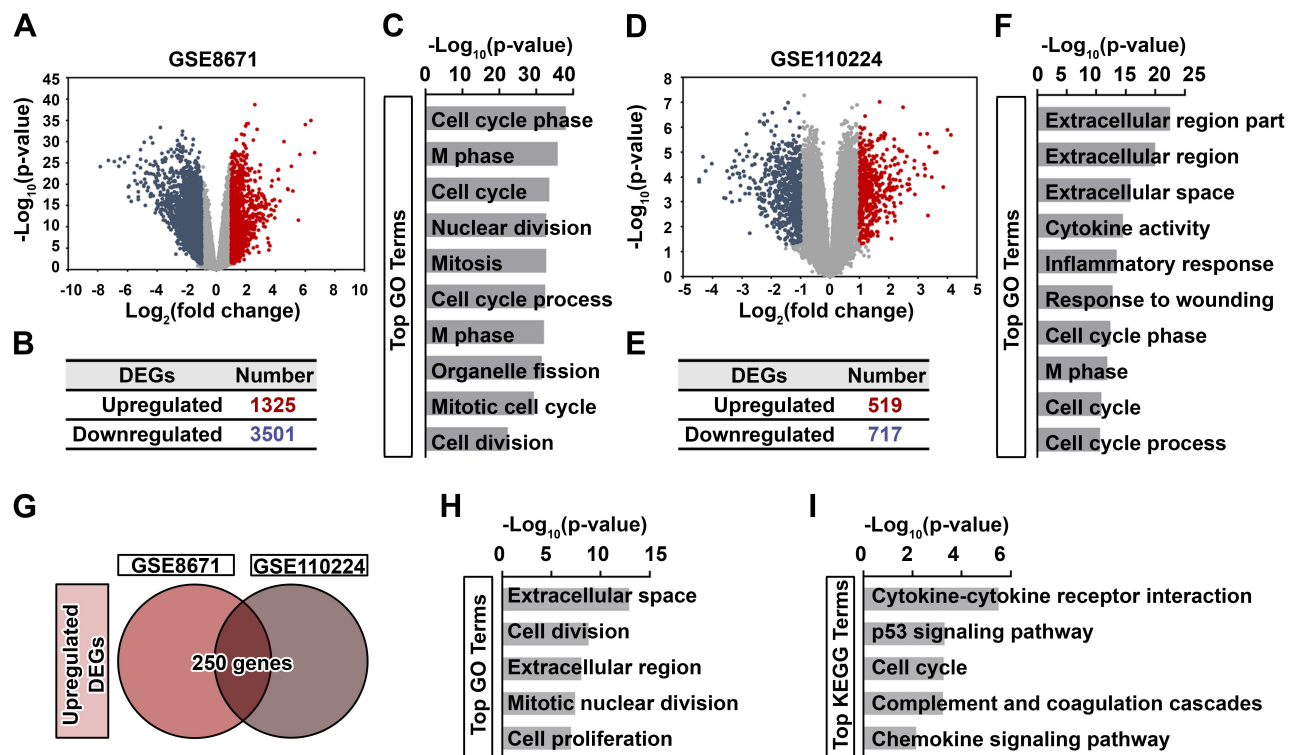 A
GSE8671
-Log10(p-value)
45
40
35
30
25
20
15
10
5
0
-10 -8 -6 -4 -2 0 2 4 6 8 10
Log2(fold change)
B
DEGs Number
Upregulated 1325
Downregulated 3501
C
-Log10(p-value)
0 10 20 30 40
Top GO Terms
Cell cycle phase
M phase
Cell cycle
Nuclear division
Mitosis
Cell cycle process
M phase
Organelle fission
Mitotic cell cycle
Cell division
D
GSE110224
-Log10(p-value)
8
7
6
5
4
3
2
1
0
-5 -4 -3 -2 -1 0 1 2 3 4 5
Log2(fold change)
E
DEGs Number
Upregulated 519
Downregulated 717
F
-Log10(p-value)
0 5 10 15 20 25
Top GO Terms
Extracellular region part
Extracellular region
Extracellular space
Cytokine activity
Inflammatory response
Response to wounding
Cell cycle phase
M phase
Cell cycle
Cell cycle process
G
GSE8671 GSE110224
Upregulated
DEGs
250 genes
H
-Log10(p-value)
0 5 10 15
Top GO Terms
Extracellular space
Cell division
Extracellular region
Mitotic nuclear division
Cell proliferation
I
-Log10(p-value)
0 2 4 6
Top KEGG Terms
Cytokine-cytokine receptor interaction
p53 signaling pathway
Cell cycle
Complement and coagulation cascades
Chemokine signaling pathway